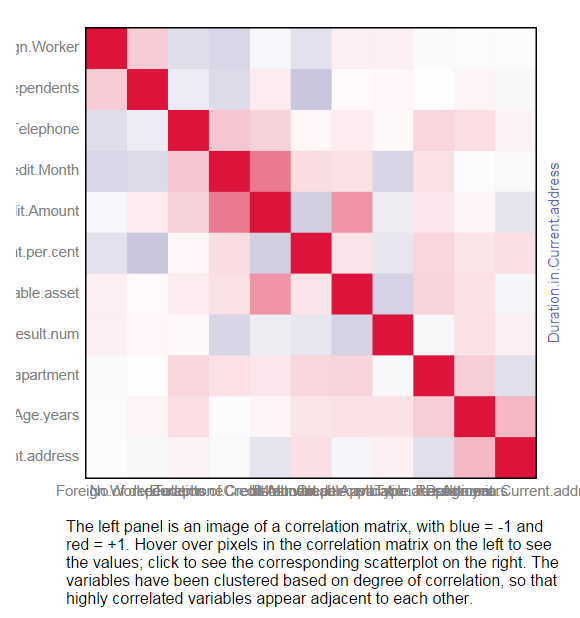 gn.Worker
ependents
Telephone
edit.Month
lit.Amount
nt.per.cent
able.asset
esult.num
apartment
Age.years
nt.address
Duration.in.Current.address
Foreign
The left panel is an image of a correlation matrix, with blue = -1 and
red = +1. Hover over pixels in the correlation matrix on the left to see
the values; click to see the corresponding scatterplot on the right. The
variables have been clustered based on degree of correlation, so that
highly correlated variables appear adjacent to each other.